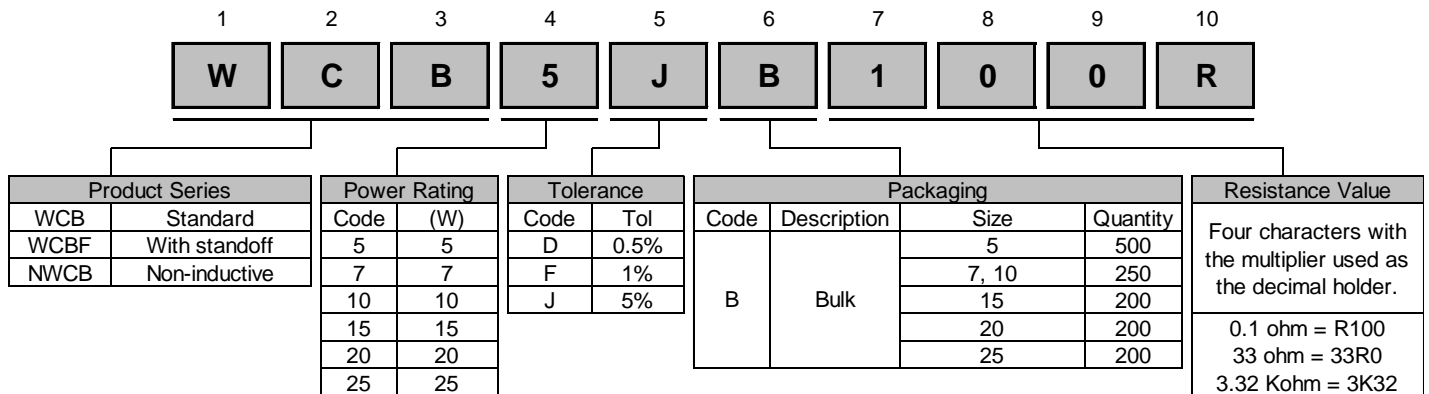 1 2 3 4 5 6 7 8 9 10
W C B 5 J B 1 0 0 R
Product Series
WCB Standard
WCBF With standoff
NWCB Non-inductive
Power Rating
Code (W)
5 5
7 7
10 10
15 15
20 20
25 25
Tolerance
Code Tol
D 0.5%
F 1%
J 5%
Packaging
Code Description Size Quantity
B Bulk
5 500
7, 10 250
15 200
20 200
25 200
Resistance Value
Four characters with
the multiplier used as
the decimal holder.
0.1 ohm = R100
33 ohm = 33R0
3.32 Kohm = 3K32